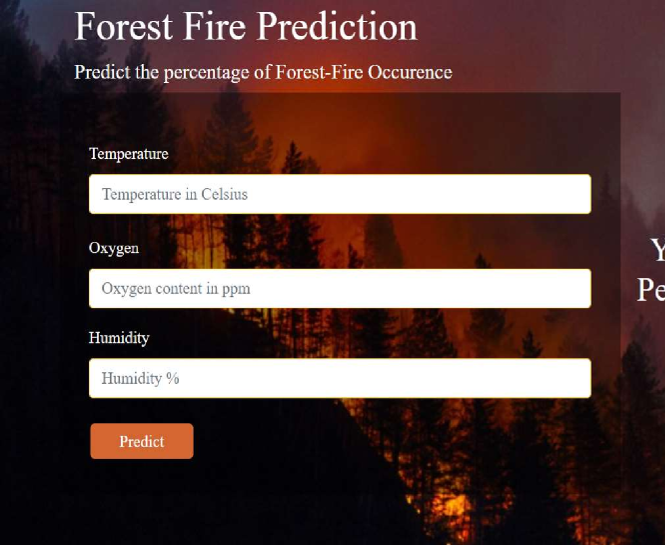 Forest Fire Prediction
Predict the percentage of Forest-Fire Occurence
Temperature
Temperature in Celsius
Oxygen
Oxygen content in ppm
Humidity
Humidity %
Predict